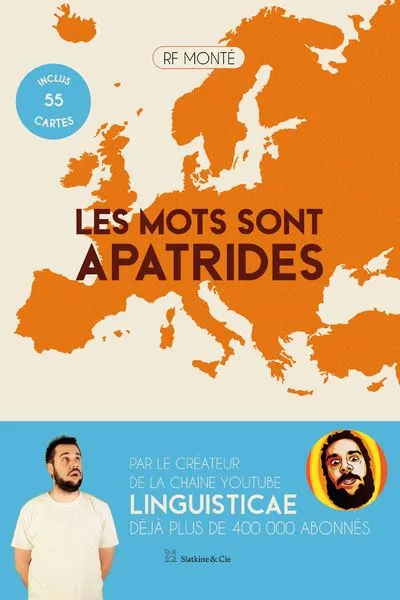 RF MONTÉ
INCLUS
55
CARTES
LES MOTS SONT
APATRIDES
PAR LE CRÉATEUR
DE LA CHAINE YOUTUBE
LINGUISTICAE
DÉJÀ PLUS DE 400 000 ABONNÉS
Slatkine & Cie